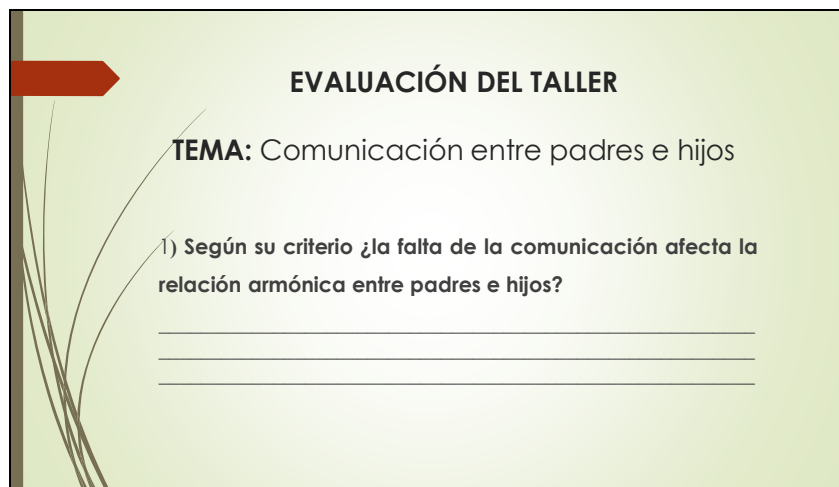 EVALUACIÓN DEL TALLER
TEMA: Comunicación entre padres e hijos
1) Según su criterio ¿la falta de la comunicación afecta la
relación armónica entre padres e hijos?